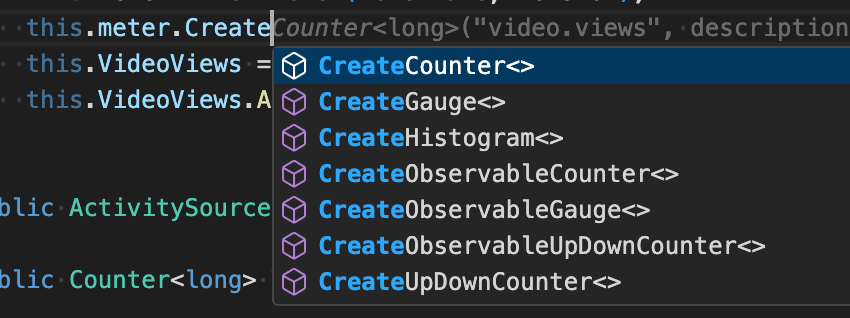 this.meter.CreateCounter<long>("video.views", description
this.VideoViews =
this.VideoViews.A
CreateCounter<>
CreateGauge<>
CreateHistogram<>
CreateObservableCounter<>
CreateObservableGauge<>
CreateObservableUpDownCounter<>
CreateUpDownCounter<>
blic ActivitySource
blic Counter<long>